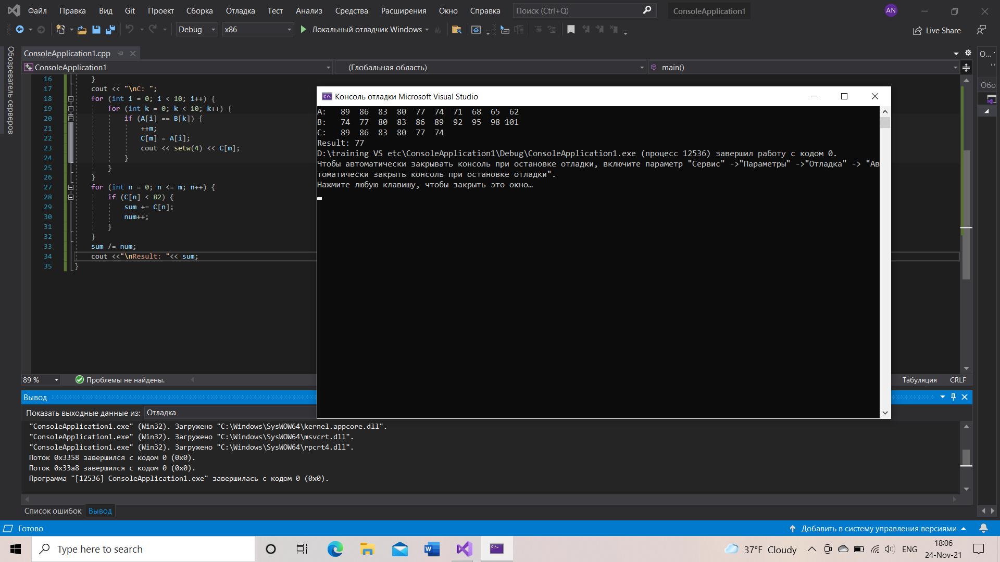 Файл Правка Вид Git Проект Сборка Отладка Тест Анализ Средства Расширения Окно Справка Поиск (Ctrl+Q) ConsoleApplication1 AN
Debug x86 Локальный отладчик Windows Live Share
Обозреватель серверов
ConsoleApplication1.cpp О...
ConsoleApplication1 (Глобальная область) main()
Обо
16 }
17 cout << "\nC: ";
18 for (int i = 0; i < 10; i++) {
19 for (int k = 0; k < 10; k++) {
20 if (A[i] == B[k]) {
21 ++m;
22 C[m] = A[i];
23 cout << setw(4) << C[m];
24 }
25 }
26 }
27 for (int n = 0; n <= m; n++) {
28 if (C[n] < 82) {
29 sum += C[n];
30 num++;
31 }
32 }
33 sum /= num;
34 cout <<"\nResult: "<< sum;
35 }
Консоль отладки Microsoft Visual Studio
A: 89 86 83 80 77 74 71 68 65 62
B: 74 77 80 83 86 89 92 95 98 101
C: 89 86 83 80 77 74
Result: 77
D:\training VS etc\ConsoleApplication1\Debug\ConsoleApplication1.exe (процесс 12536) завершил работу с кодом 0.
Чтобы автоматически закрывать консоль при остановке отладки, включите параметр "Сервис" ->"Параметры" ->"Отладка" -> "Ав
томатически закрыть консоль при остановке отладки".
Нажмите любую клавишу, чтобы закрыть это окно…
89 % Проблемы не найдены. Табуляция CRLF
Вывод
Показать выходные данные из: Отладка
"ConsoleApplication1.exe" (Win32). Загружено "C:\Windows\SysWOW64\kernel.appcore.dll".
"ConsoleApplication1.exe" (Win32). Загружено "C:\Windows\SysWOW64\msvcrt.dll".
"ConsoleApplication1.exe" (Win32). Загружено "C:\Windows\SysWOW64\rpcrt4.dll".
Поток 0x3358 завершился с кодом 0 (0x0).
Поток 0x33a8 завершился с кодом 0 (0x0).
Программа "[12536] ConsoleApplication1.exe" завершилась с кодом 0 (0x0).
Список ошибок Вывод
Готово Добавить в систему управления версиями
Type here to search 37°F Cloudy ENG 18:06
24-Nov-21